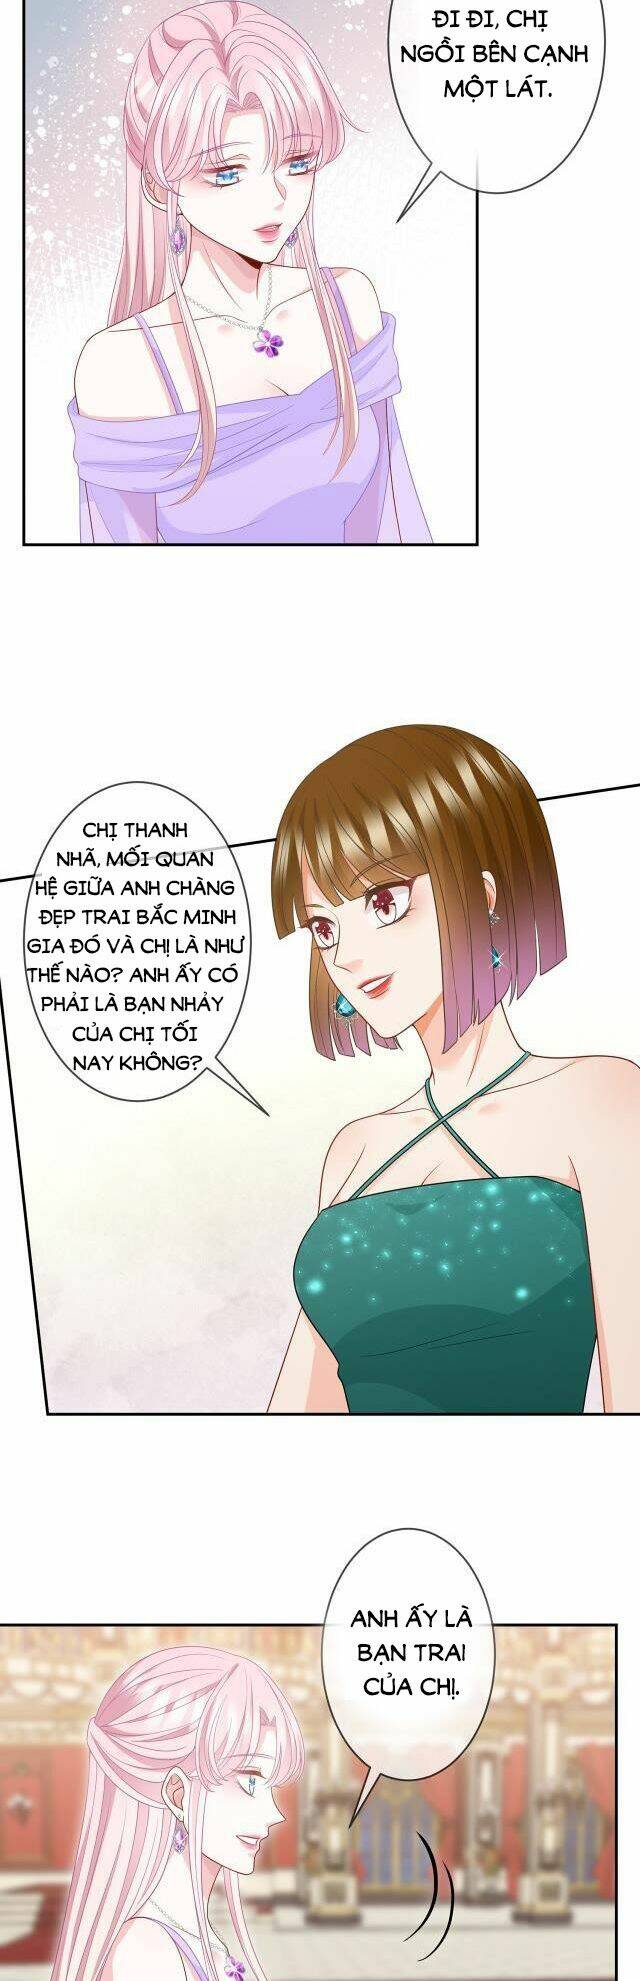 ĐI ĐI, CHỊ
NGỒI BÊN CẠNH
MỘT LÁT.
CHỊ THANH
NHÃ, MỐI QUAN
HỆ GIỮA ANH CHÀNG
ĐẸP TRAI BẮC MINH
GIA ĐÓ VÀ CHỊ LÀ NHƯ
THẾ NÀO? ANH ẤY CÓ
PHẢI LÀ BẠN NHẢY
CỦA CHỊ TỐI
NAY KHÔNG?
ANH ẤY LÀ
BẠN TRAI
CỦA CHỊ.